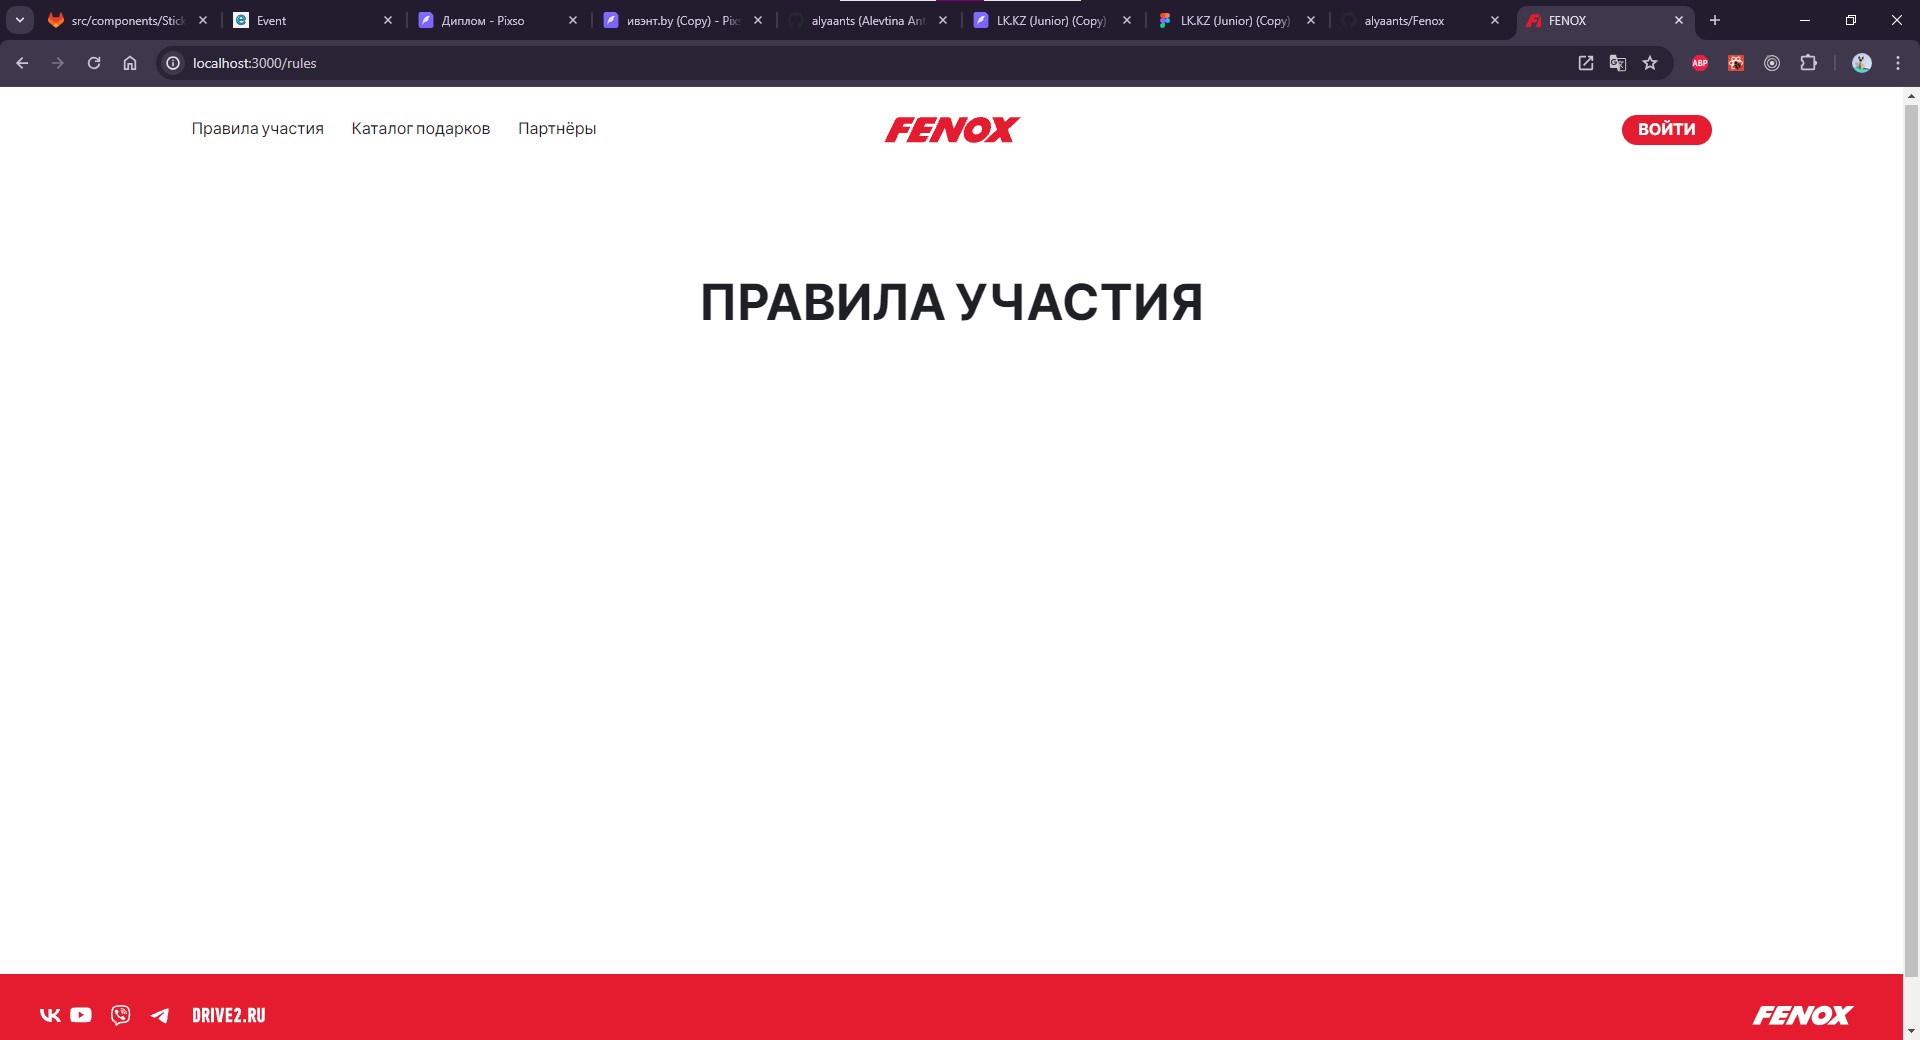 src/components/Stick
Event
Диплом - Pixso
ивэнт.by (Copy) - Pix
alyaants (Alevtina Ant
LK.KZ (Junior) (Copy)
LK.KZ (Junior) (Copy)
alyaants/Fenox
FENOX
localhost:3000/rules
ABP
Правила участия
Каталог подарков
Партнёры
FENOX
ВОЙТИ
ПРАВИЛА УЧАСТИЯ
DRIVE2.RU
FENOX